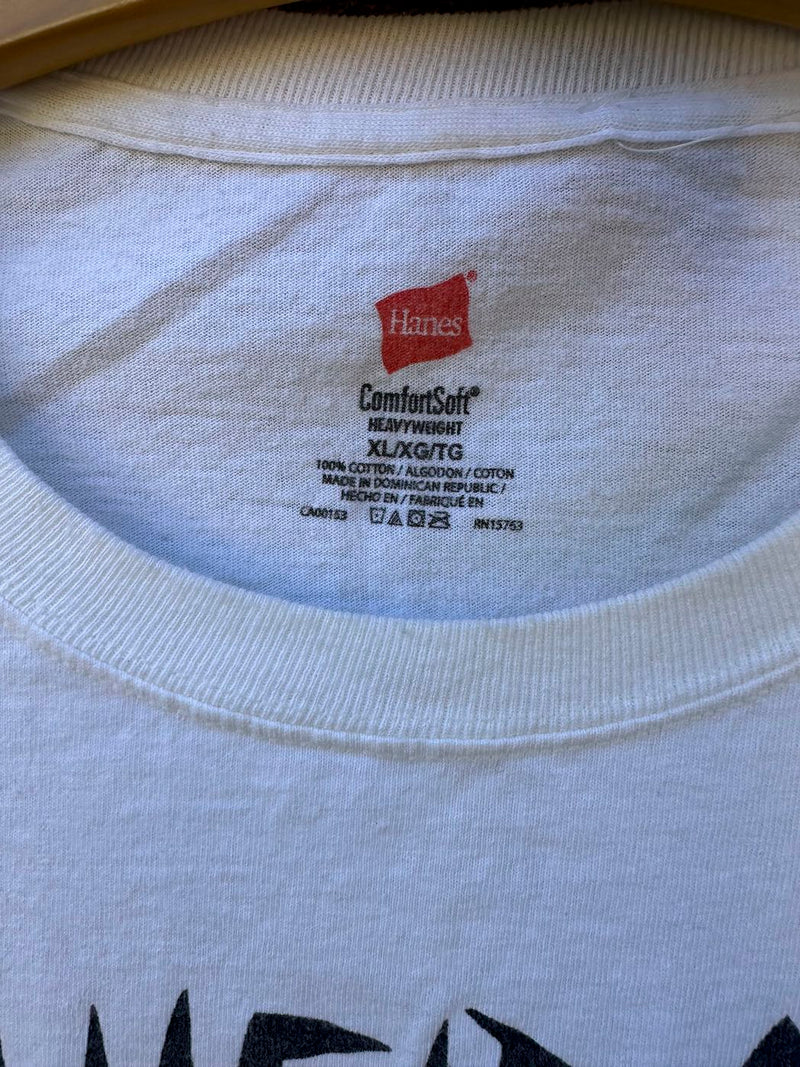 Hanes®
ComfortSoft®
HEAVYWEIGHT
XL/XG/TG
100% COTTON / ALGODON / COTON
MADE IN DOMINICAN REPUBLIC /
HECHO EN / FABRIQUÉ EN
CA00153 RN15763